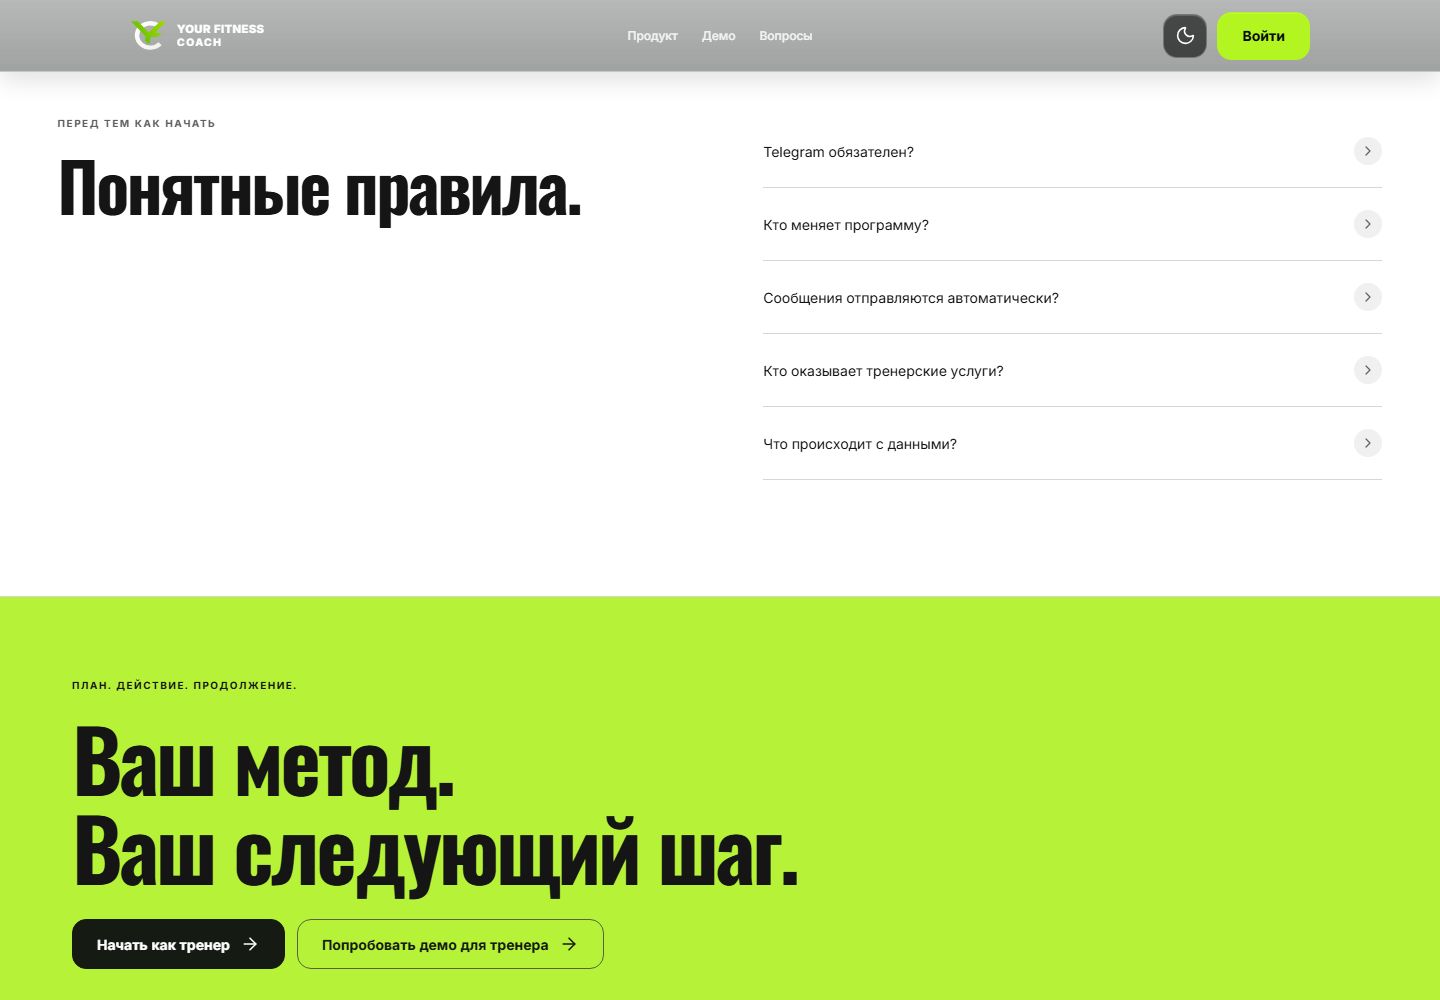 YOUR FITNESS
COACH
Продукт
Демо
Вопросы
Войти
ПЕРЕД ТЕМ КАК НАЧАТЬ
Понятные правила.
Telegram обязателен?
Кто меняет программу?
Сообщения отправляются автоматически?
Кто оказывает тренерские услуги?
Что происходит с данными?
ПЛАН. ДЕЙСТВИЕ. ПРОДОЛЖЕНИЕ.
Ваш метод.
Ваш следующий шаг.
Начать как тренер
Попробовать демо для тренера